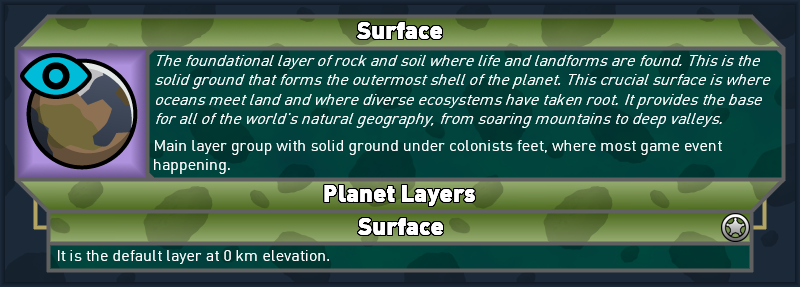 Surface
The foundational layer of rock and soil where life and landforms are found. This is the
solid ground that forms the outermost shell of the planet. This crucial surface is where
oceans meet land and where diverse ecosystems have taken root. It provides the base
for all of the world's natural geography, from soaring mountains to deep valleys.
Main layer group with solid ground under colonists feet, where most game event
happening.
Planet Layers
Surface
It is the default layer at 0 km elevation.